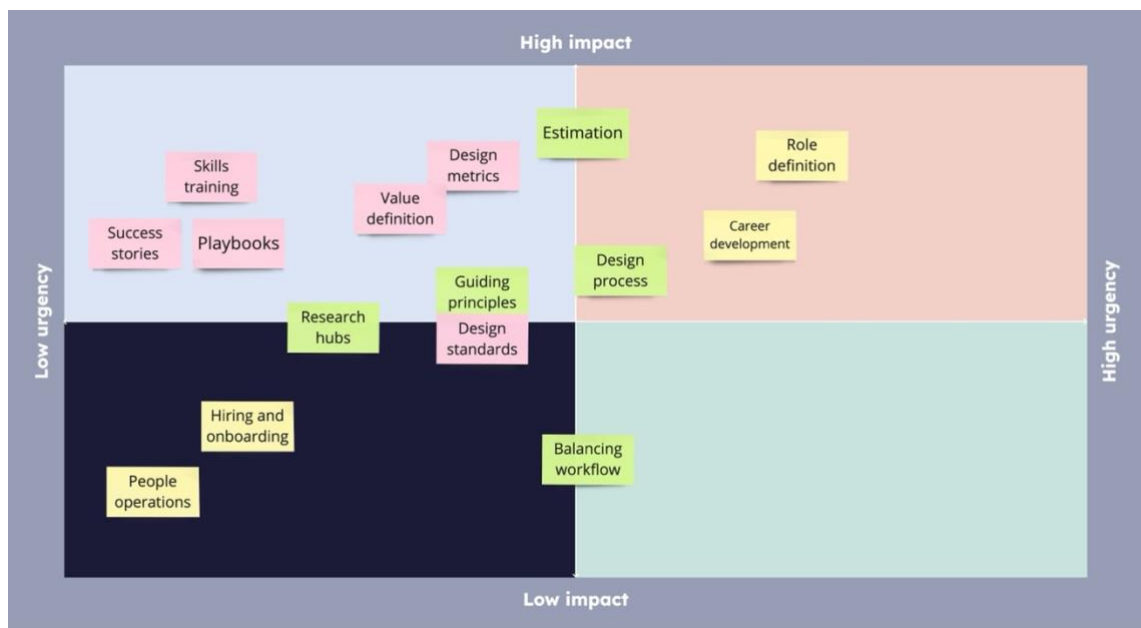 High impact
Estimation
Role
definition
Design
metrics
Skills
training
Value
definition
Success
stories
Playbooks
Career
development
Design
process
Guiding
principles
Research
hubs
Design
standards
Low urgency
High urgency
Hiring and
onboarding
Balancing
workflow
People
operations
Low impact